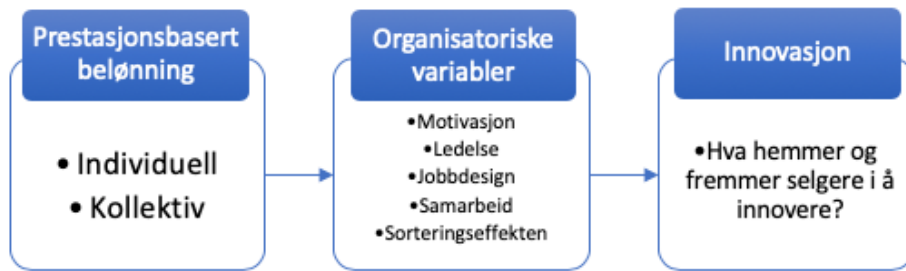 Prestasjonsbasert
belønning
• Individuell
• Kollektiv
Organisatoriske
variabler
•Motivasjon
•Ledelse
•Jobbdesign
•Samarbeid
•Sorteringseffekten
Innovasjon
•Hva hemmer og
fremmer selgere i å
innovere?